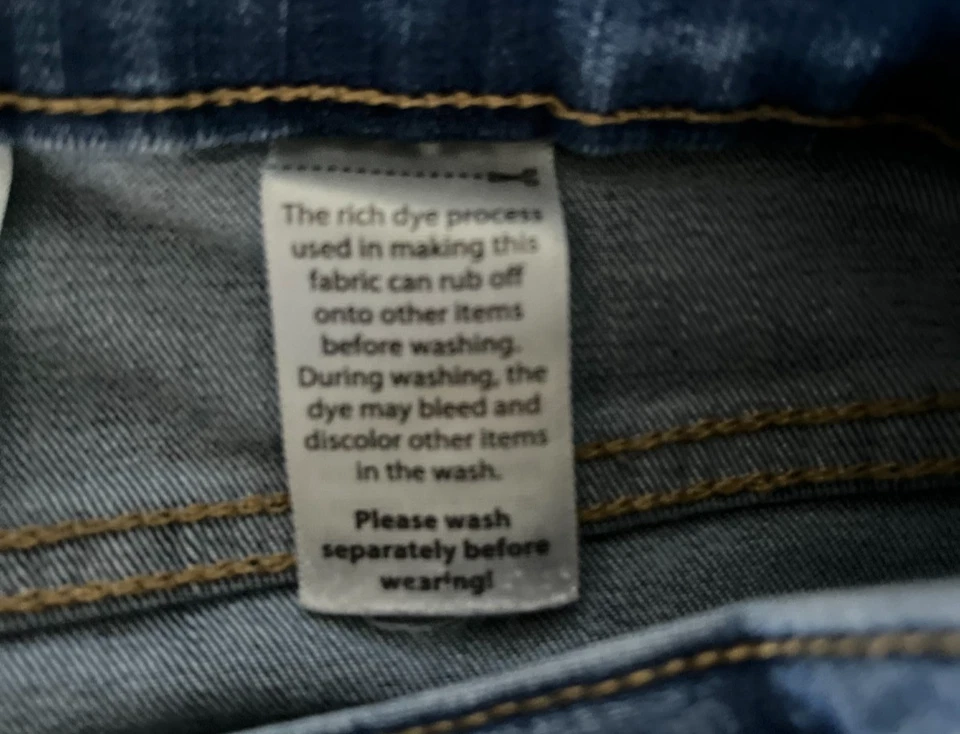 The rich dye process
used in making this
fabric can rub off
onto other items
before washing.
During washing, the
dye may bleed and
discolor other items
in the wash.
Please wash
separately before
wearing!